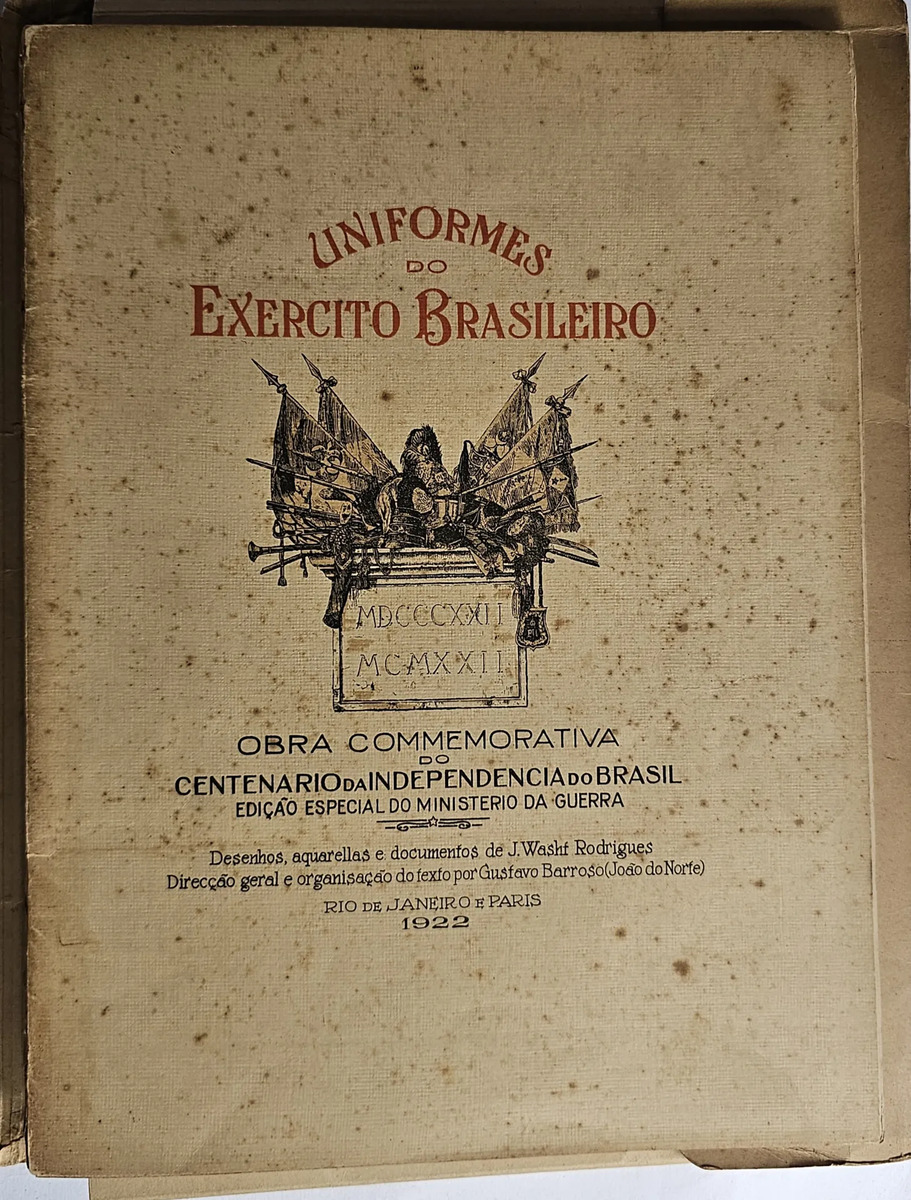 UNIFORMES
DO
EXERCITO BRASILEIRO
MDCCCXXII
MCMXXII
OBRA COMMEMORATIVA
DO
CENTENARIO DA INDEPENDENCIA DO BRASIL
EDIÇÃO ESPECIAL DO MINISTERIO DA GUERRA
Desenhos, aquarellas e documentos de J. Washt Rodrigues
Direcção geral e organisação do texto por Gustavo Barroso (João do Norte)
RIO DE JANEIRO E PARIS
1922